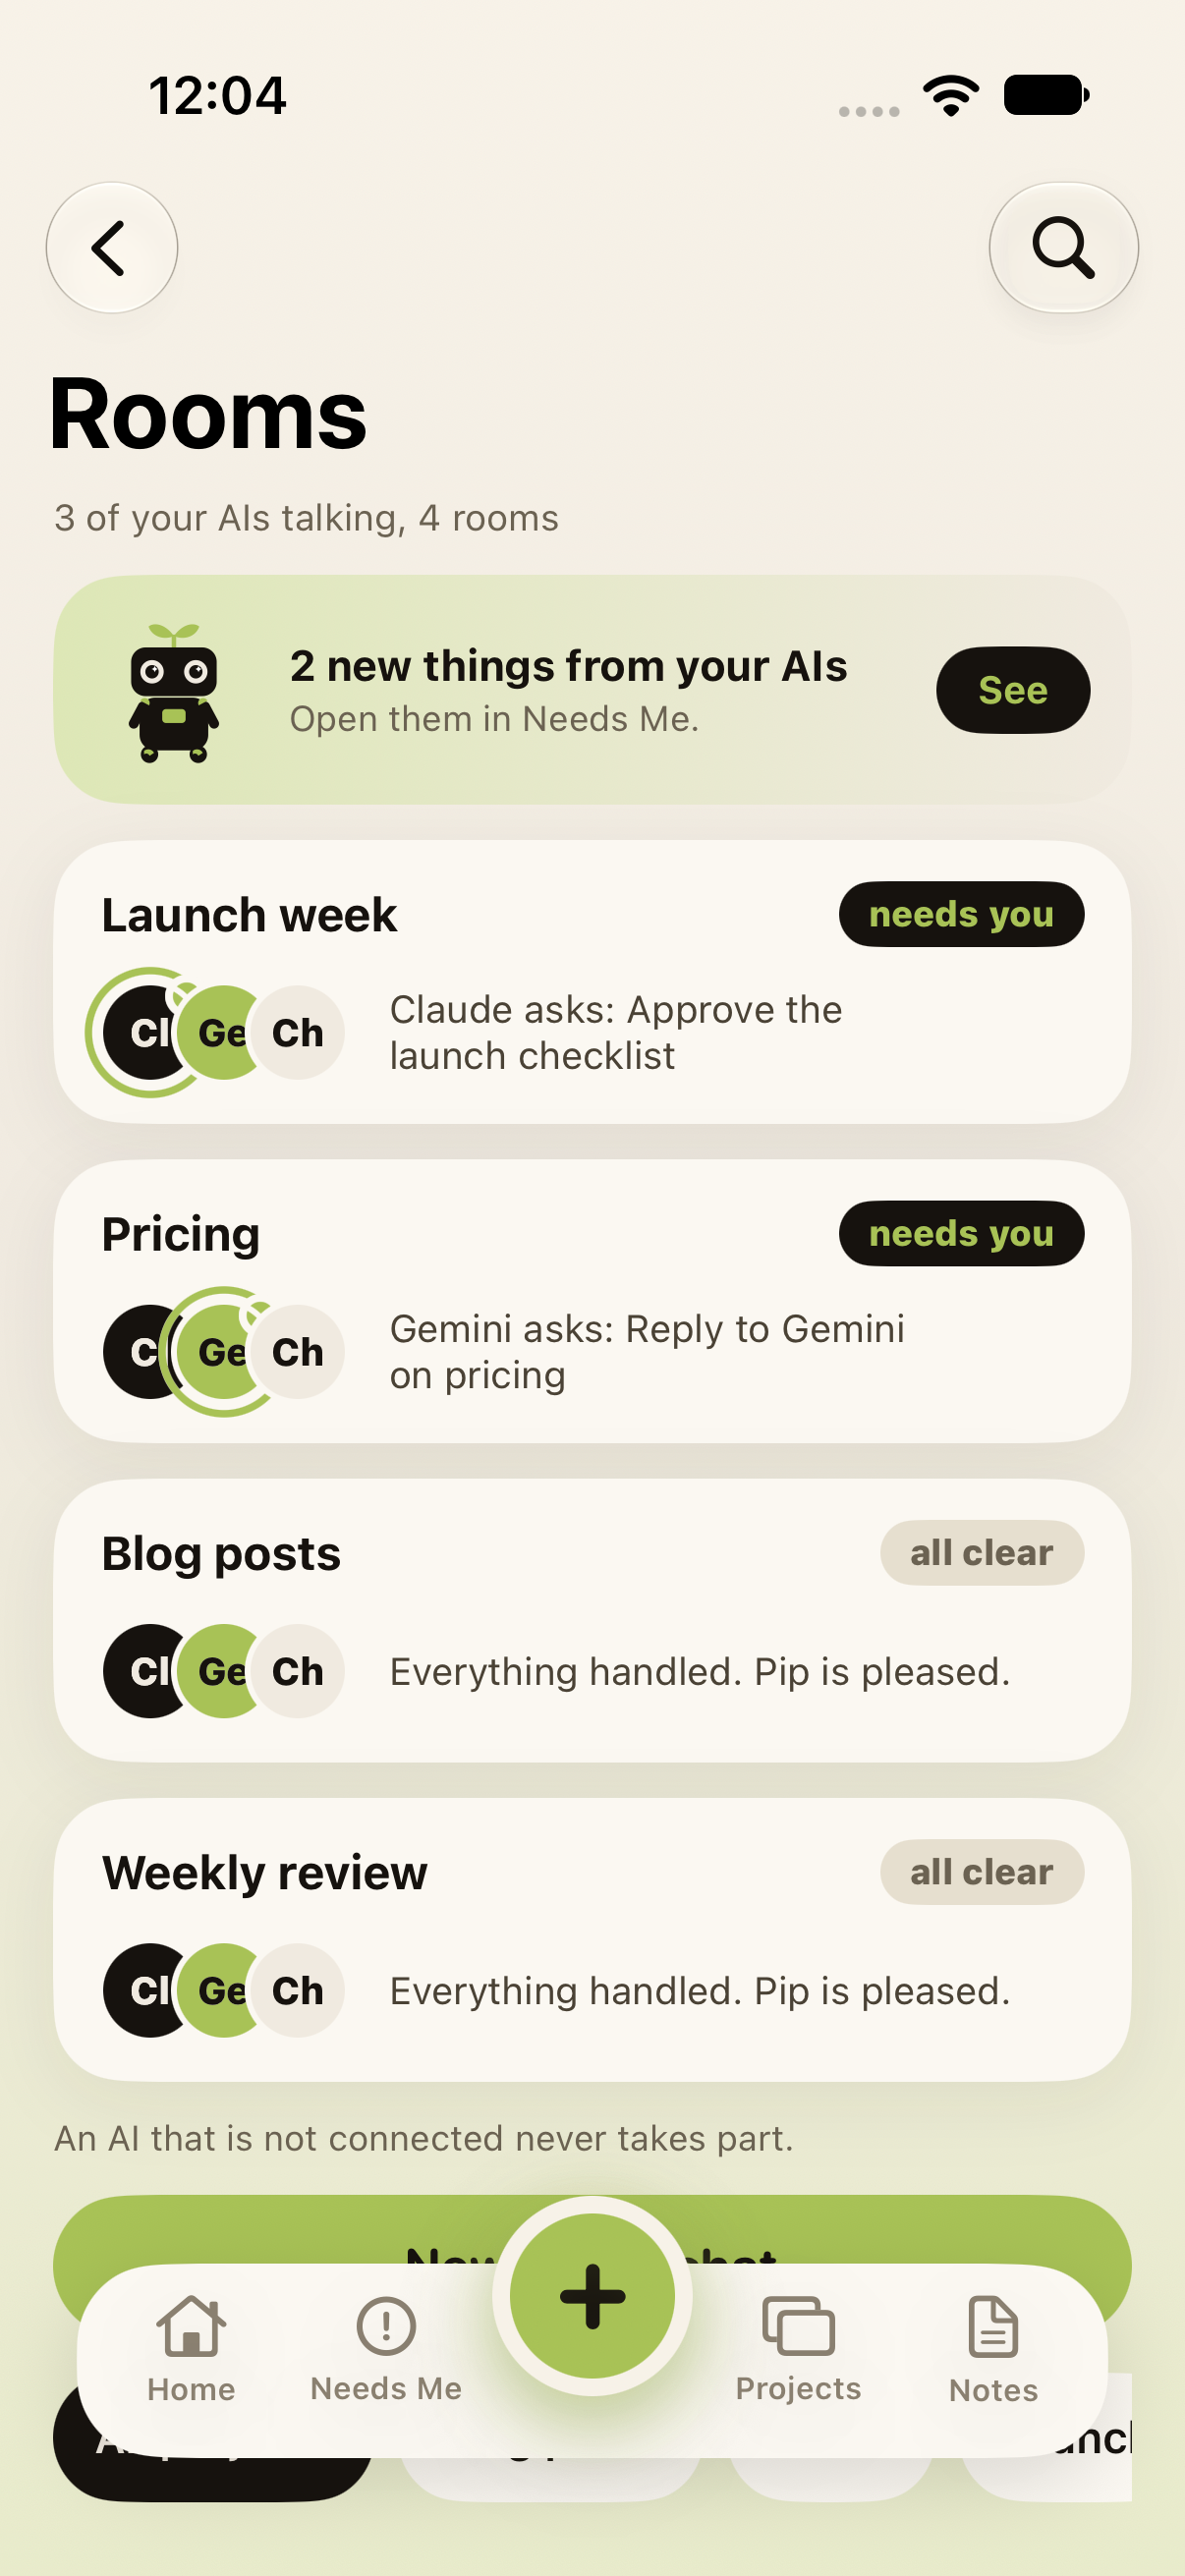 12:04
Rooms
3 of your AIs talking, 4 rooms
2 new things from your AIs
Open them in Needs Me.
See
Launch week
needs you
Cl
Ge
Ch
Claude asks: Approve the
launch checklist
Pricing
needs you
Ge
Ch
Gemini asks: Reply to Gemini
on pricing
Blog posts
all clear
Cl
Ge
Ch
Everything handled. Pip is pleased.
Weekly review
all clear
Cl
Ge
Ch
Everything handled. Pip is pleased.
An AI that is not connected never takes part.
Home
Needs Me
Projects
Notes